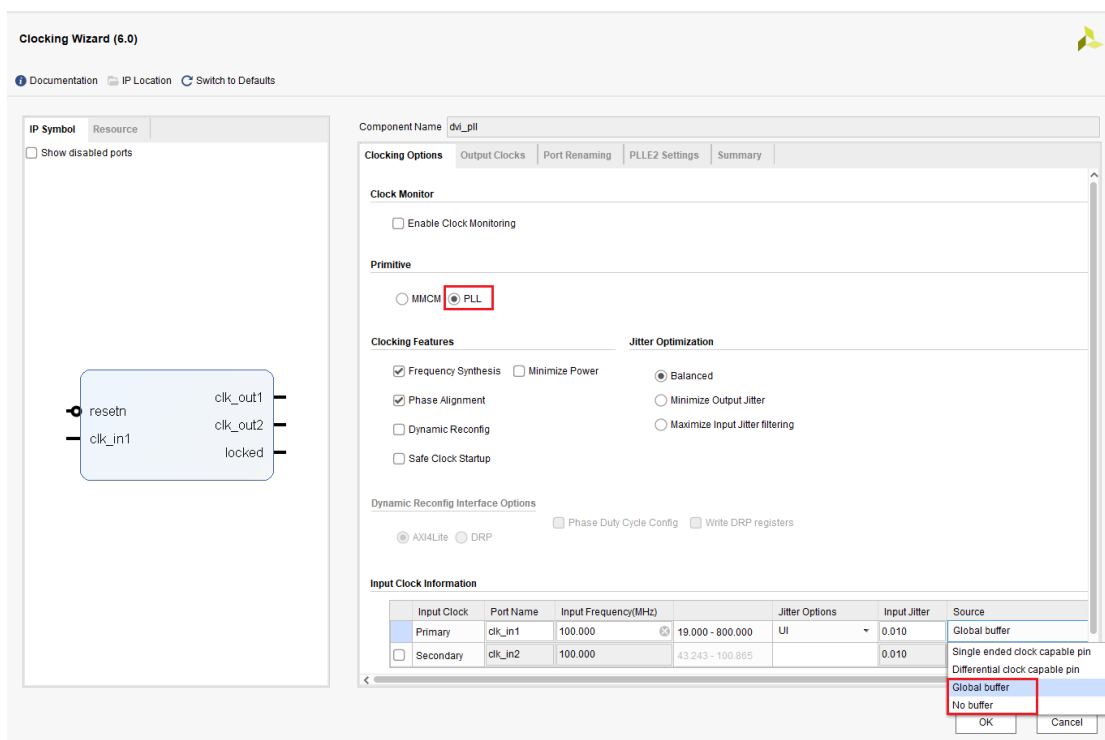 Clocking Wizard (6.0)
Documentation IP Location Switch to Defaults
IP Symbol Resource
Show disabled ports
resetn
clk_in1
clk_out1
clk_out2
locked
Component Name dvi_pll
Clocking Options Output Clocks Port Renaming PLLE2 Settings Summary
Clock Monitor
Enable Clock Monitoring
Primitive
MMCM PLL
Clocking Features Jitter Optimization
Frequency Synthesis Minimize Power Balanced
Phase Alignment Minimize Output Jitter
Dynamic Reconfig Maximize Input Jitter filtering
Safe Clock Startup
Dynamic Reconfig Interface Options
Phase Duty Cycle Config Write DRP registers
AXI4Lite DRP
Input Clock Information
Input Clock Port Name Input Frequency(MHz) Jitter Options Input Jitter Source
Primary clk_in1 100.000 19.000 - 800.000 UI 0.010 Global buffer
Secondary clk_in2 100.000 43.243 - 100.865 0.010
Single ended clock capable pin
Differential clock capable pin
Global buffer
No buffer
OK Cancel